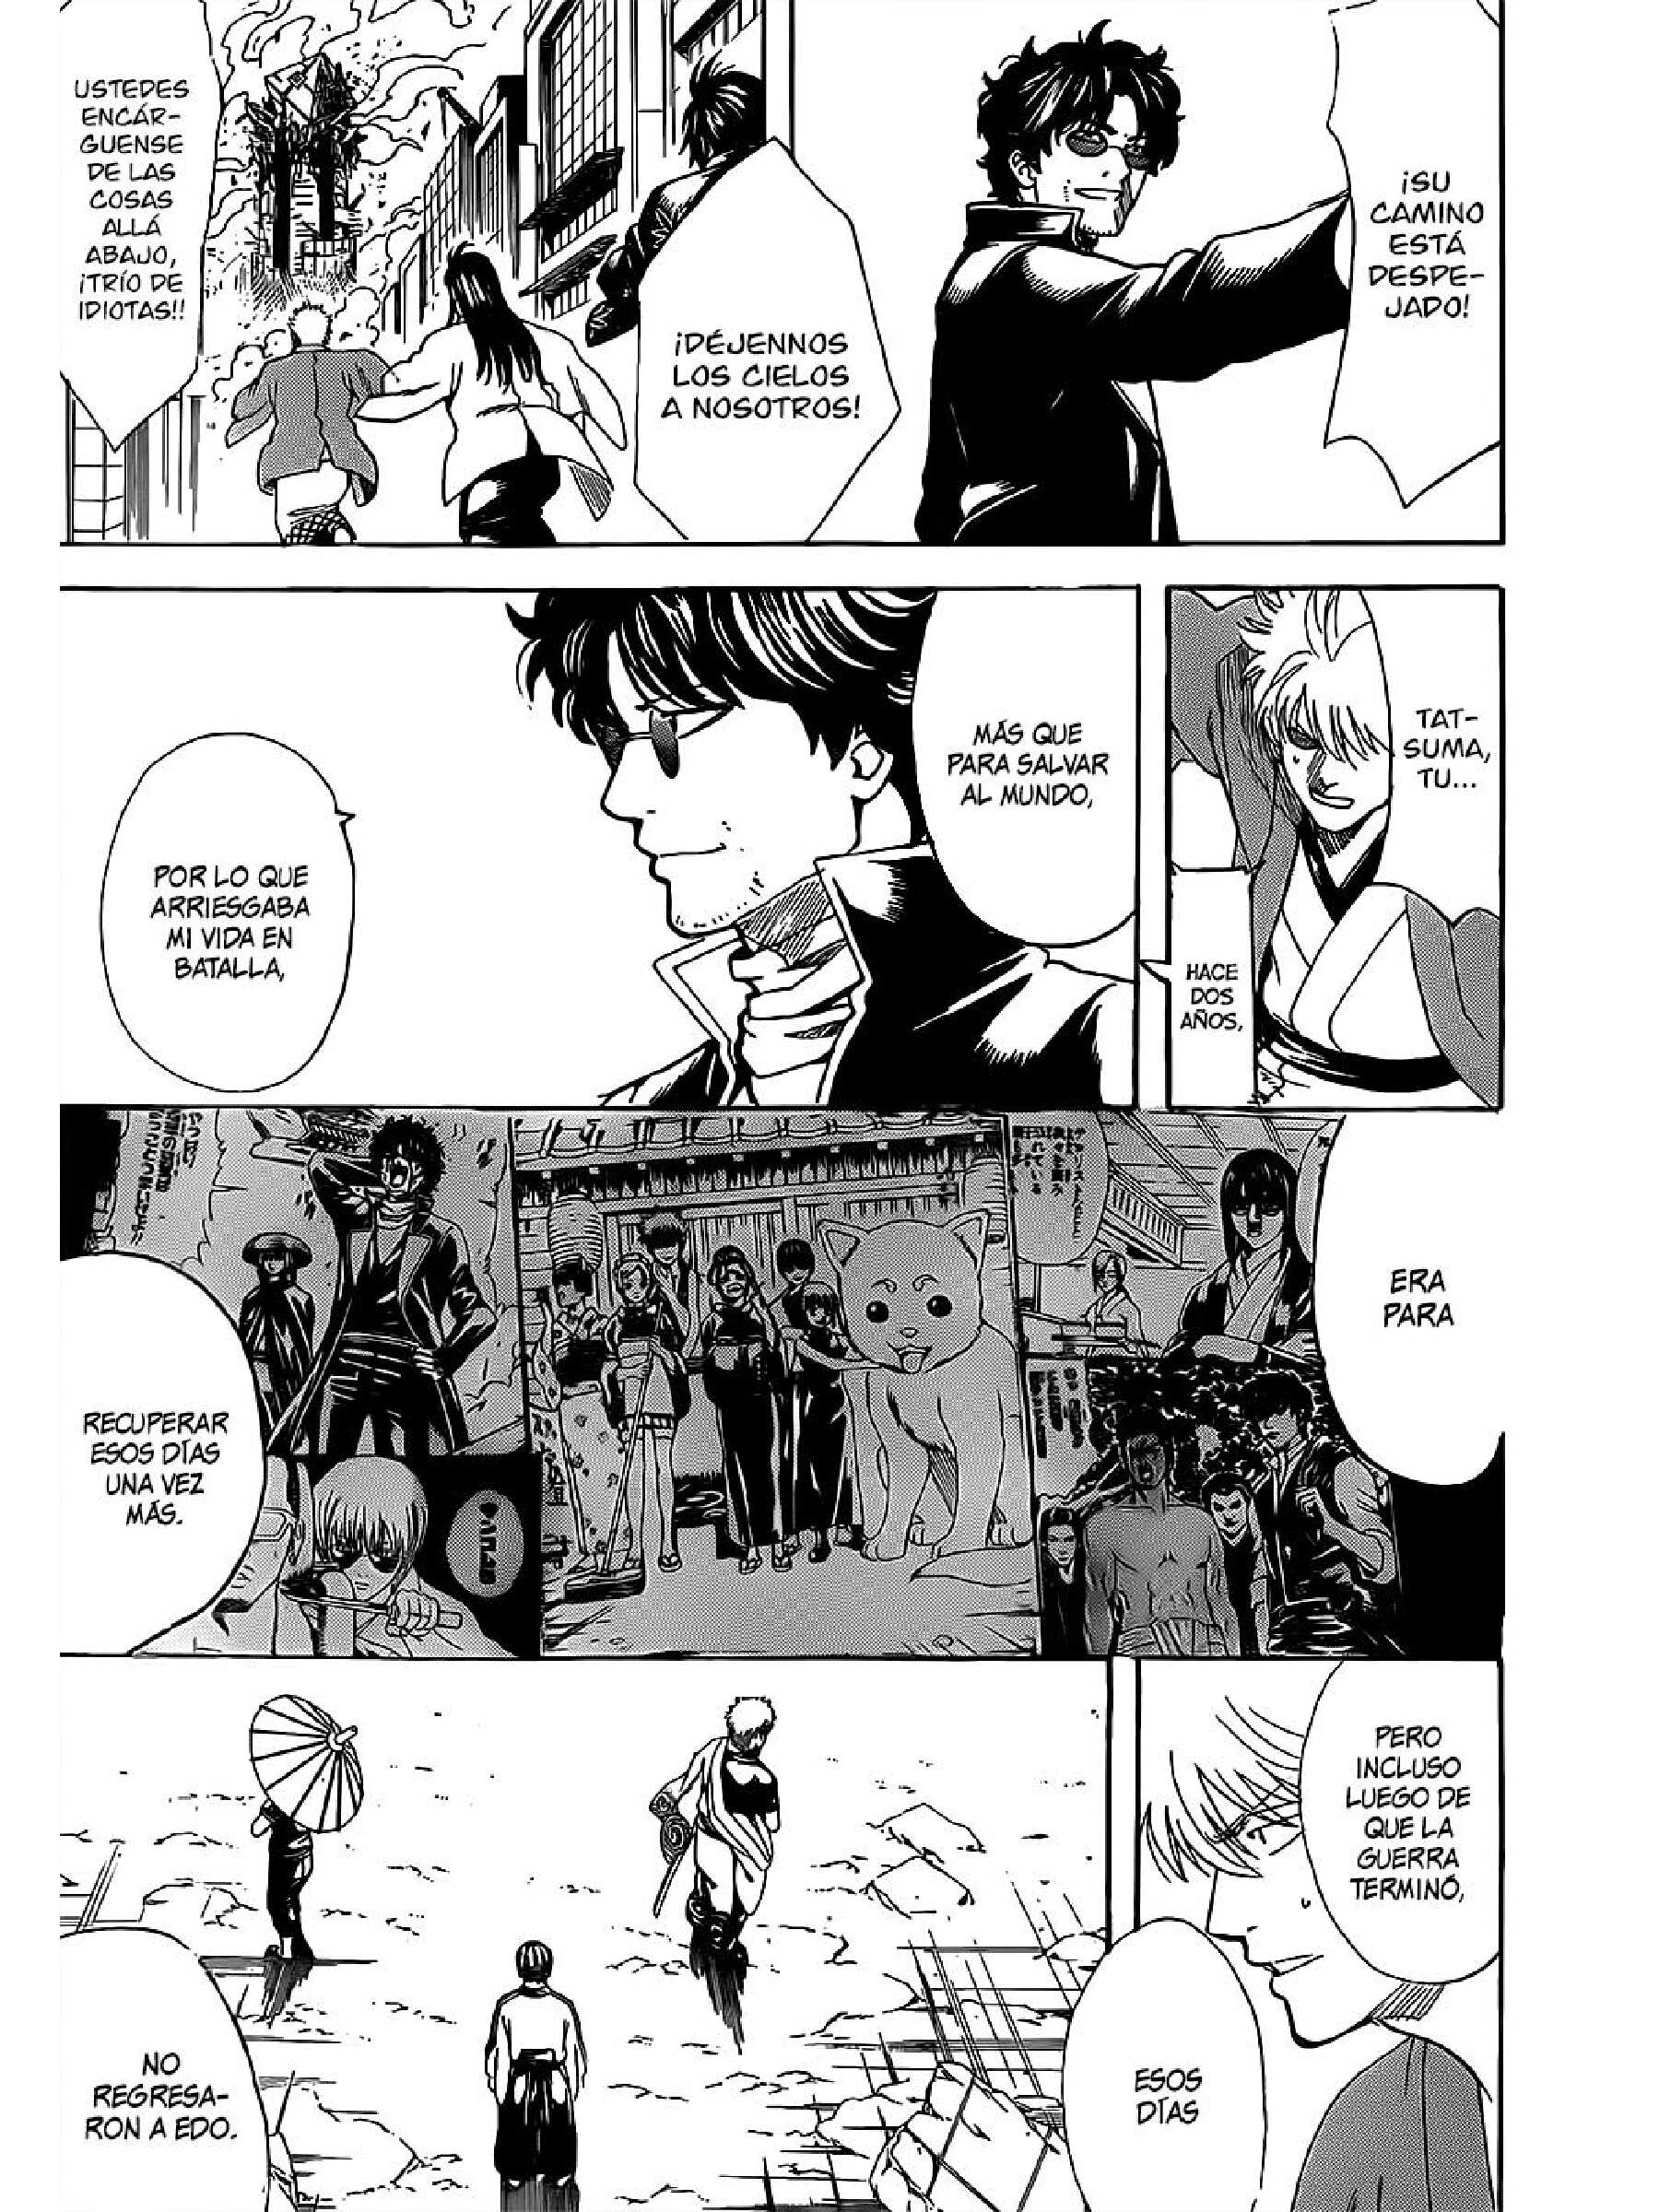 ¡SU
CAMINO
ESTÁ
DESPE-
JADO!
¡DÉJENNOS
LOS CIELOS
A NOSOTROS!
USTEDES
ENCÁR-
GUENSE
DE LAS
COSAS
ALLÁ
ABAJO,
¡TRÍO DE
IDIOTAS!!
TAT-
SUMA,
TU...
HACE
DOS
AÑOS,
MÁS QUE
PARA SALVAR
AL MUNDO,
POR LO QUE
ARRIESGABA
MI VIDA EN
BATALLA,
ERA
PARA
RECUPERAR
ESOS DÍAS
UNA VEZ
MÁS.
PERO
INCLUSO
LUEGO DE
QUE LA
GUERRA
TERMINÓ,
ESOS
DÍAS
NO
REGRESA-
RON A EDO.